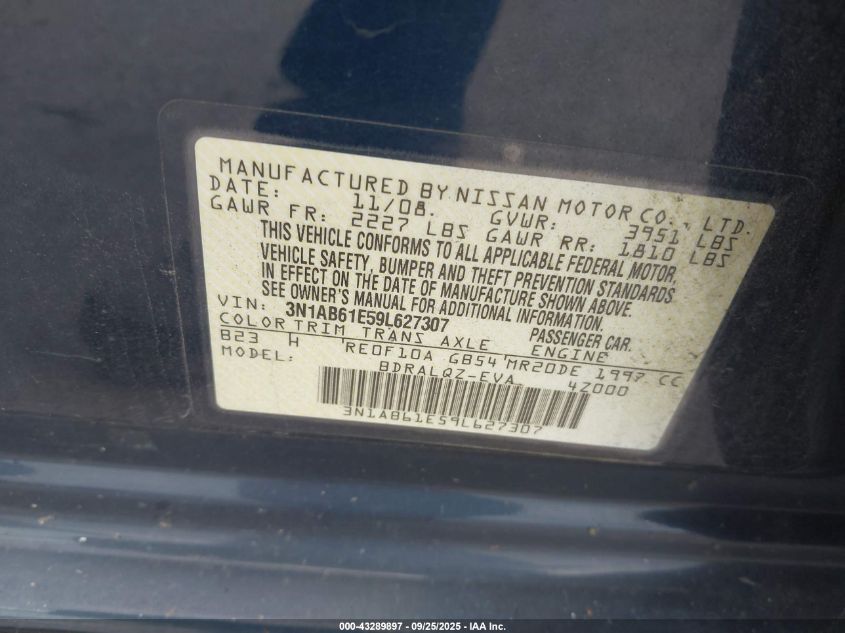 MANUFACTURED BY NISSAN MOTOR CO., LTD.
DATE: 11/08. GVWR: 3951 LBS
GAWR FR: 2227 LBS GAWR RR: 1810 LBS
THIS VEHICLE CONFORMS TO ALL APPLICABLE FEDERAL MOTOR
VEHICLE SAFETY, BUMPER AND THEFT PREVENTION STANDARDS
IN EFFECT ON THE DATE OF MANUFACTURE SHOWN ABOVE.
SEE OWNER'S MANUAL FOR ADDITIONAL INFORMATION.
VIN: 3N1AB61E59L627307 PASSENGER CAR.
COLOR TRIM TRANS AXLE ENGINE
B23 H RE0F10A GB54 MR20DE 1997 CC
MODEL: BDRALQZ-EVA 4Z000
3N1AB61E59L627307
000-43289897 - 09/25/2025 - IAA Inc.